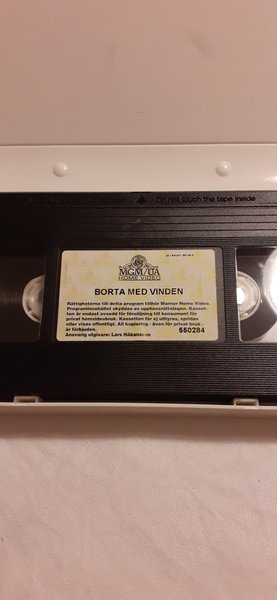 Do not touch the tape inside
MGM/UA
HOME VIDEO
BORTA MED VINDEN
Rättigheterna till detta program tillhör Warner Home Video.
Programinnehållet skyddas av upphovsrättslagen. Kasset-
ten är endast avsedd för försäljning till konsument för
privat hemvideobruk. Kassetten får ej uthyras, spridas
eller visas offentligt. All kopiering - även för privat bruk -
är förbjuden.
Ansvarig utgivare: Lars Håkansson
550284